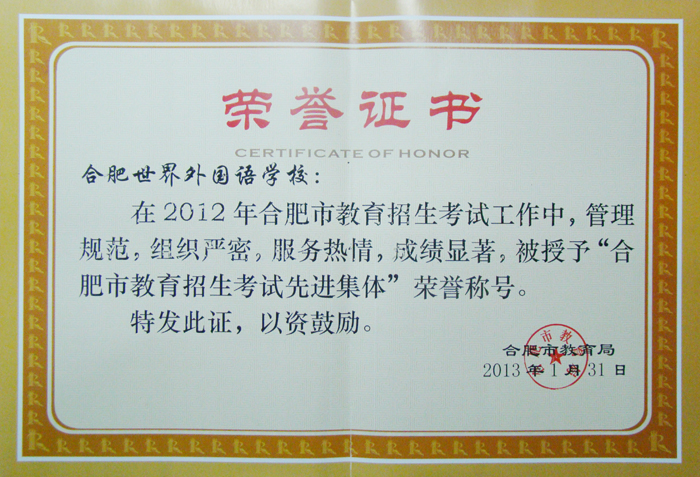 荣誉证书
CERTIFICATE OF HONOR
合肥世界外国语学校：
在2012年合肥市教育招生考试工作中，管理
规范，组织严密，服务热情，成绩显著，被授予“合
肥市教育招生考试先进集体”荣誉称号。
特发此证，以资鼓励。
合肥市教育局
2013年1月31日